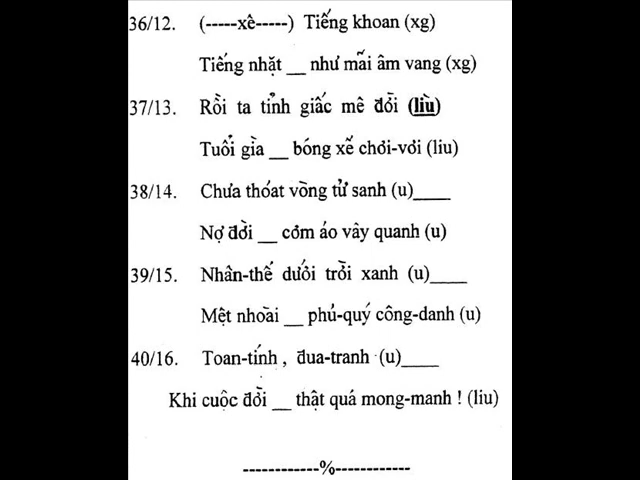 36/12. (-----xê-----) Tiếng khoan (xg)
Tiếng nhặt __ như mãi âm vang (xg)
37/13. Rồi ta tỉnh giấc mê đời (liù)
Tuổi gìa __ bóng xế chơi-vơi (liu)
38/14. Chưa thóat vòng tử sanh (u)____
Nợ đời __ cơm áo vây quanh (u)
39/15. Nhân-thế dưới trời xanh (u)____
Mệt nhoài __ phú-quý công-danh (u)
40/16. Toan-tính , đua-tranh (u)____
Khi cuộc đời __ thật quá mong-manh ! (liu)
------------%------------